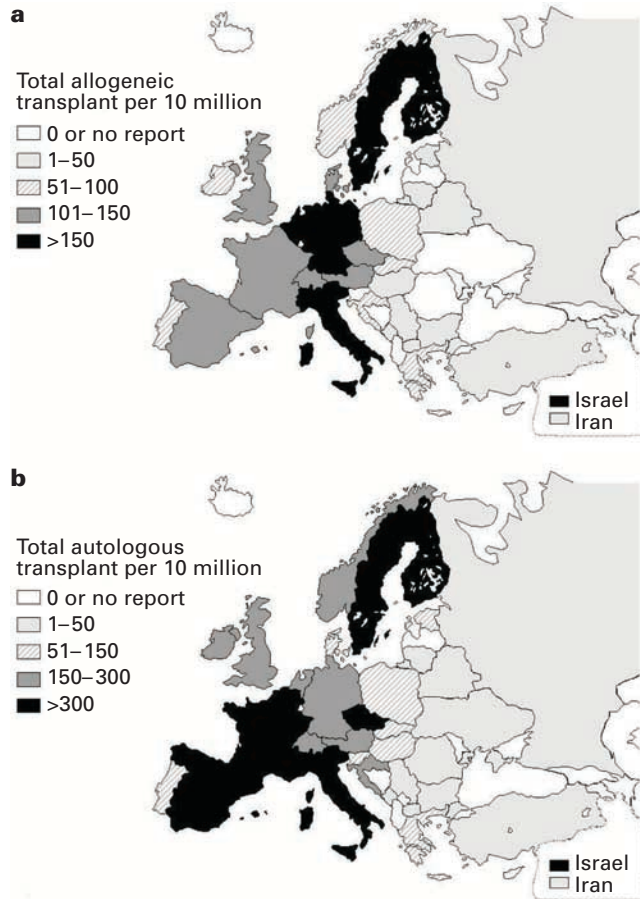 a
Total allogeneic
transplant per 10 million
0 or no report
1–50
51–100
101–150
>150
Israel
Iran
b
Total autologous
transplant per 10 million
0 or no report
1–50
51–150
150–300
>300
Israel
Iran